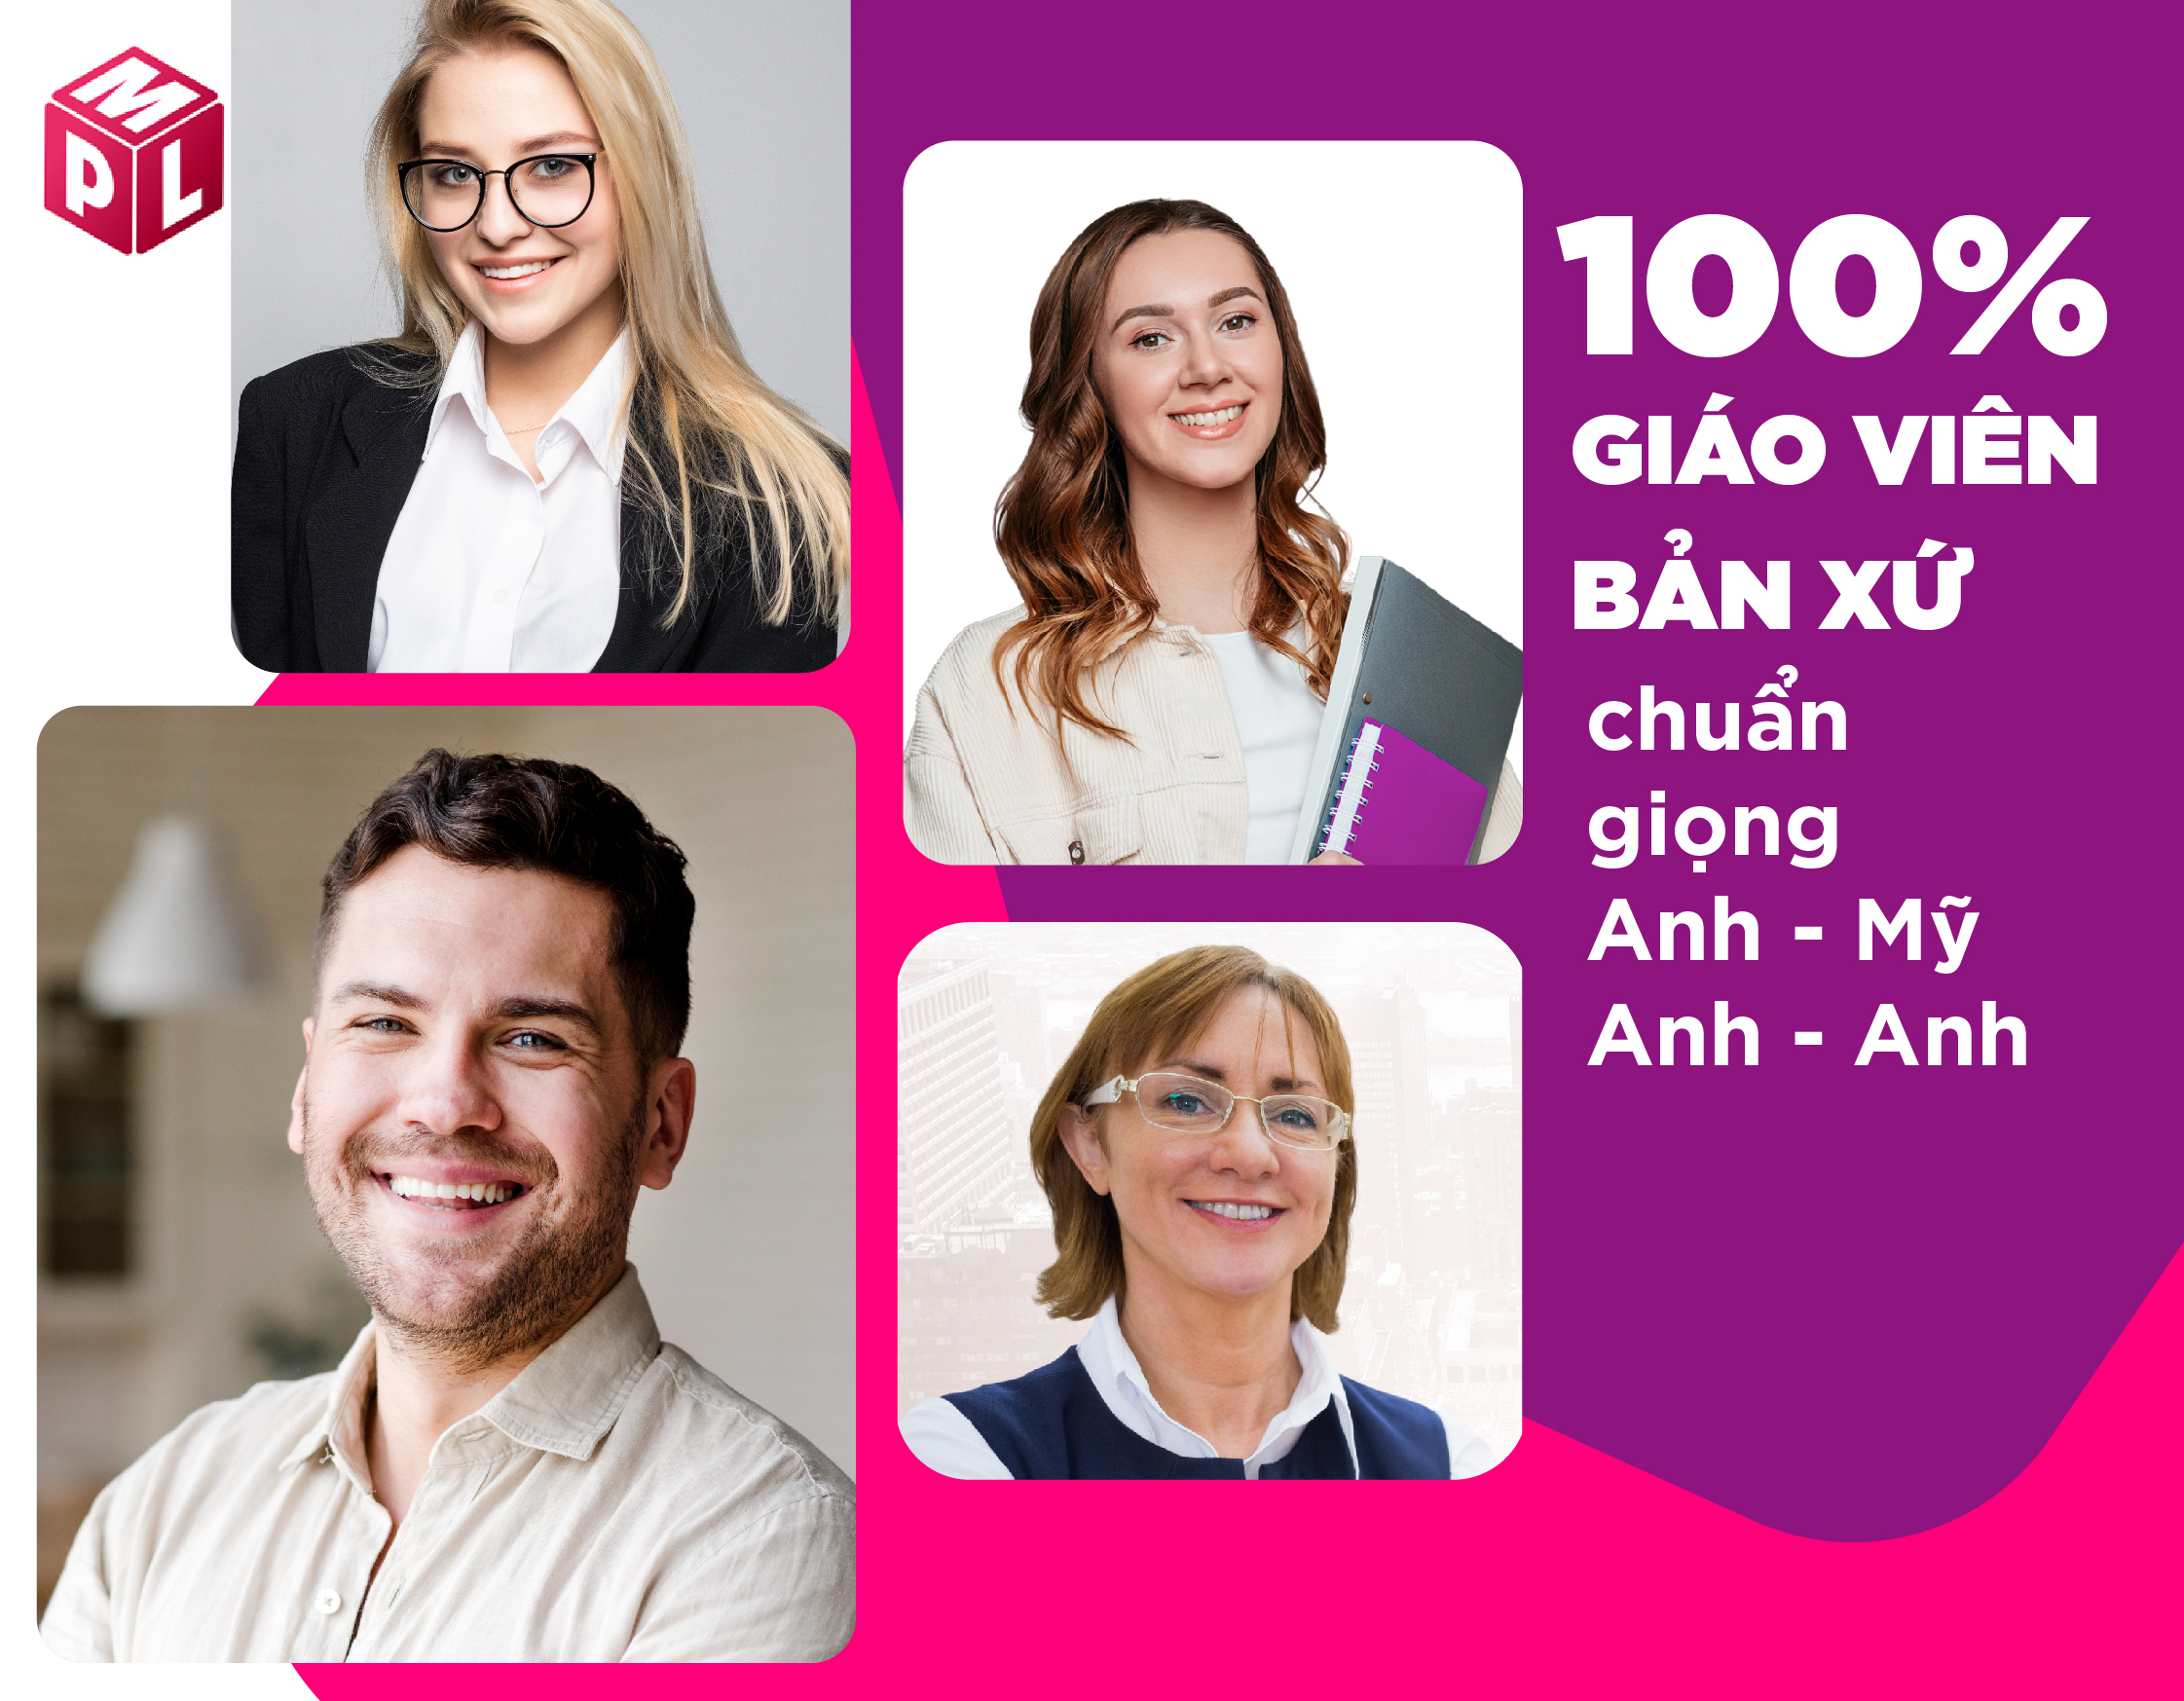 M
P L
100%
GIÁO VIÊN
BẢN XỨ
chuẩn
giọng
Anh - Mỹ
Anh - Anh